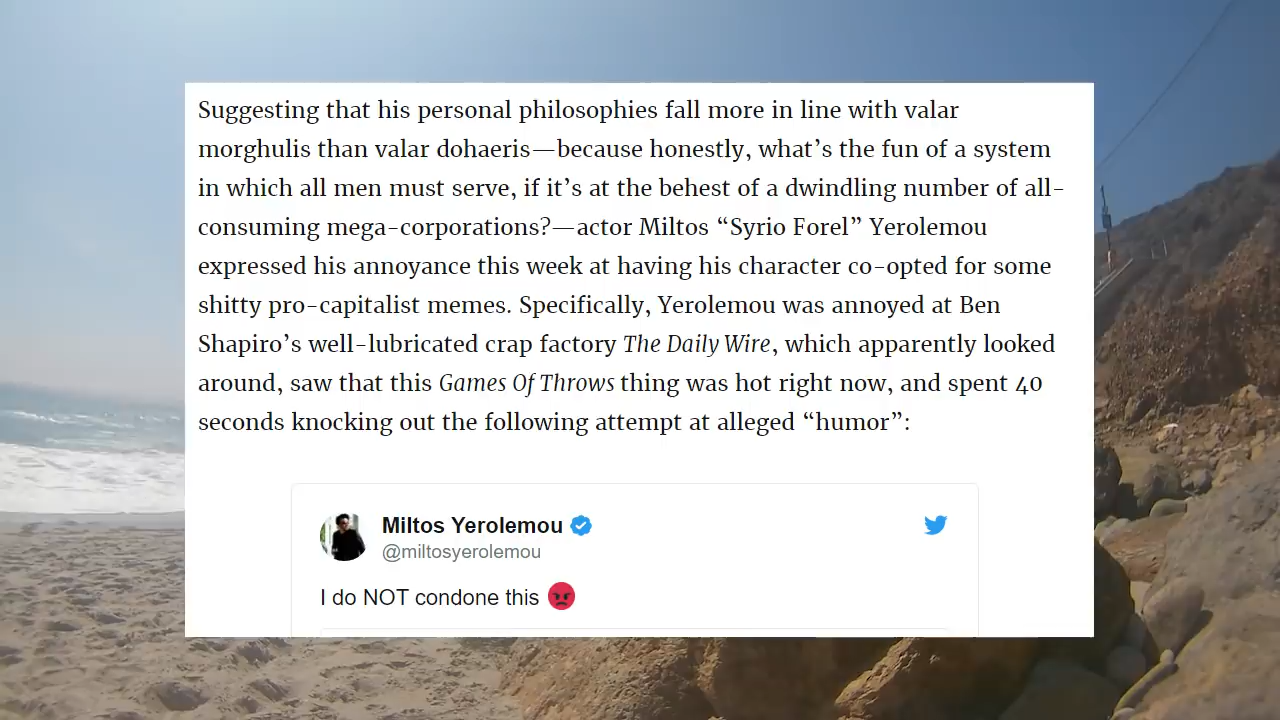 Suggesting that his personal philosophies fall more in line with valar
morghulis than valar dohaeris—because honestly, what’s the fun of a system
in which all men must serve, if it’s at the behest of a dwindling number of all-
consuming mega-corporations?—actor Miltos “Syrio Forel” Yerolemou
expressed his annoyance this week at having his character co-opted for some
shitty pro-capitalist memes. Specifically, Yerolemou was annoyed at Ben
Shapiro’s well-lubricated crap factory The Daily Wire, which apparently looked
around, saw that this Games Of Throws thing was hot right now, and spent 40
seconds knocking out the following attempt at alleged “humor”:
Miltos Yerolemou
@miltosyerolemou
I do NOT condone this 😡